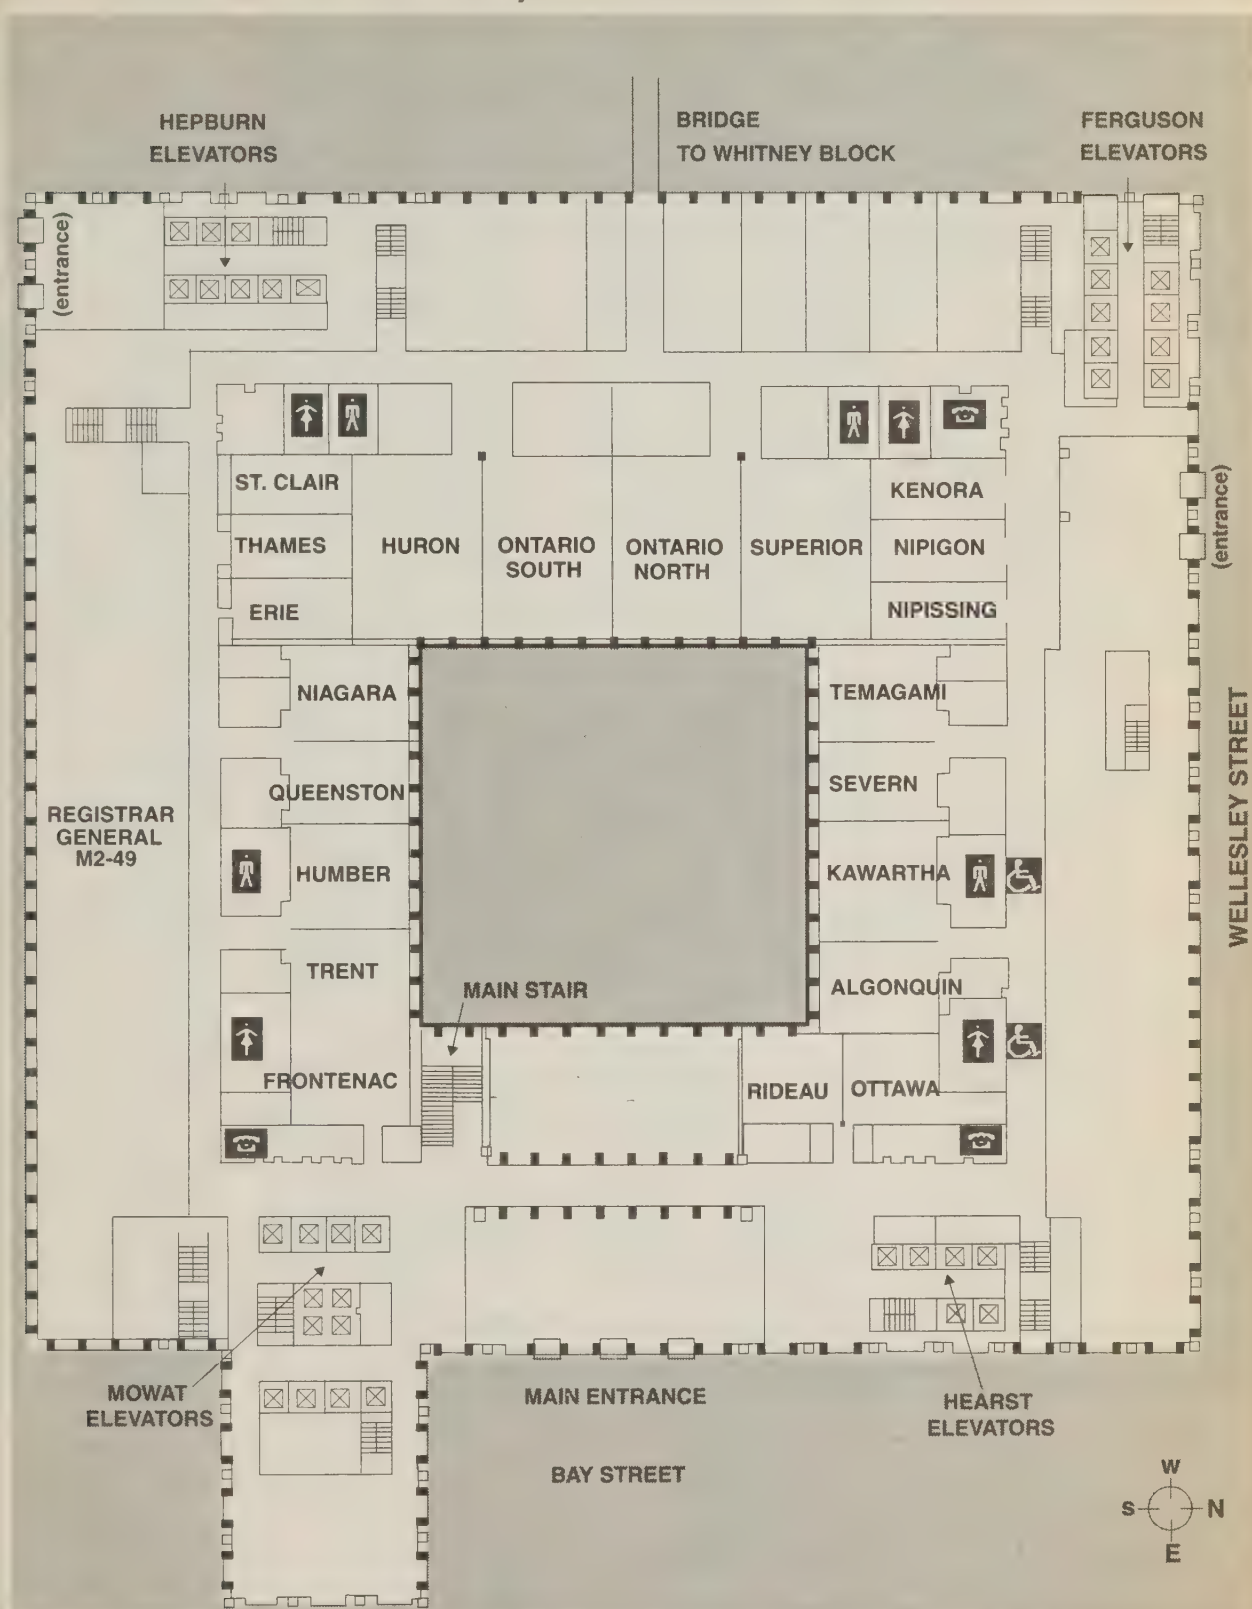 HEPBURN
ELEVATORS
BRIDGE
TO WHITNEY BLOCK
FERGUSON
ELEVATORS
(entrance)
ST. CLAIR
KENORA
(entrance)
THAMES
HURON
ONTARIO
SOUTH
ONTARIO
NORTH
SUPERIOR
NIPIGON
ERIE
NIPISSING
NIAGARA
TEMAGAMI
QUEENSTON
SEVERN
WELLESLEY STREET
REGISTRAR
GENERAL
M2-49
HUMBER
KAWARTHA
TRENT
MAIN STAIR
ALGONQUIN
FRONTENAC
RIDEAU
OTTAWA
MOWAT
ELEVATORS
MAIN ENTRANCE
HEARST
ELEVATORS
BAY STREET
W
S
N
E